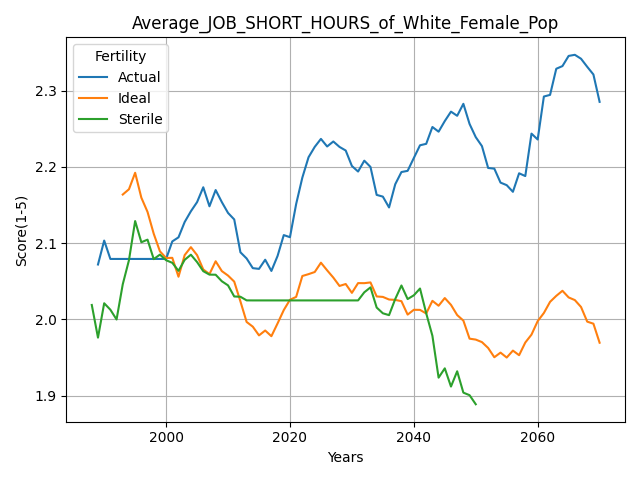 Average_JOB_SHORT_HOURS_of_White_Female_Pop
Fertility
Actual
Ideal
Sterile
Score(1-5)
2.3
2.2
2.1
2.0
1.9
2000 2020 2040 2060
Years